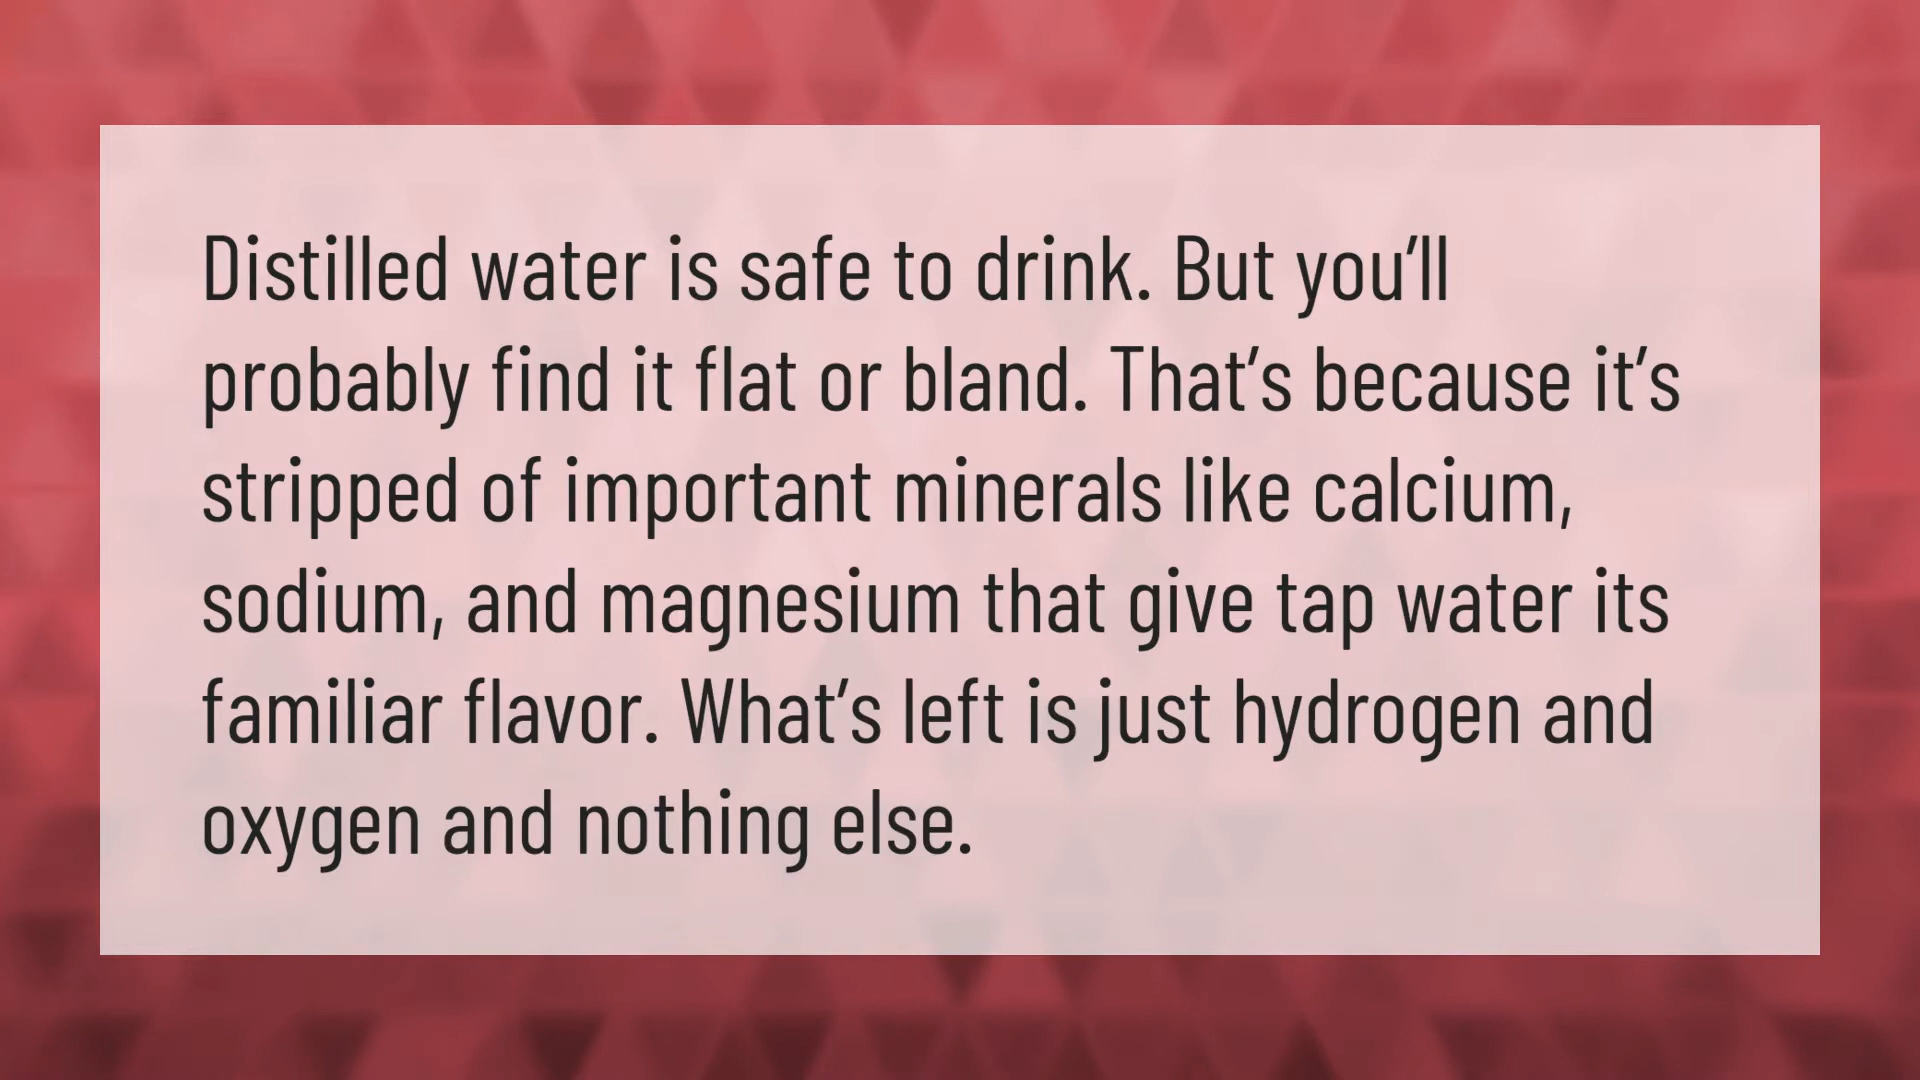 Distilled water is safe to drink. But you’ll
probably find it flat or bland. That’s because it’s
stripped of important minerals like calcium,
sodium, and magnesium that give tap water its
familiar flavor. What’s left is just hydrogen and
oxygen and nothing else.